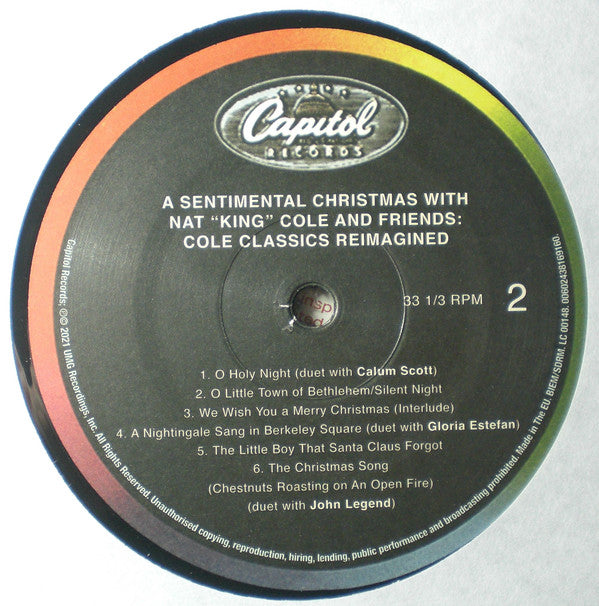 Capitol
RECORDS
A SENTIMENTAL CHRISTMAS WITH
NAT “KING” COLE AND FRIENDS:
COLE CLASSICS REIMAGINED
33 1/3 RPM
2
1. O Holy Night (duet with Calum Scott)
2. O Little Town of Bethlehem/Silent Night
3. We Wish You a Merry Christmas (Interlude)
4. A Nightingale Sang in Berkeley Square (duet with Gloria Estefan)
5. The Little Boy That Santa Claus Forgot
6. The Christmas Song
(Chestnuts Roasting on An Open Fire)
(duet with John Legend)
Capitol Records; ℗© 2021 UMG Recordings, Inc. All Rights Reserved. Unauthorised copying, reproduction, hiring, lending, public performance and broadcasting prohibited. Made in The EU. BIEM/SDRM. LC 00148. 00602438169160.